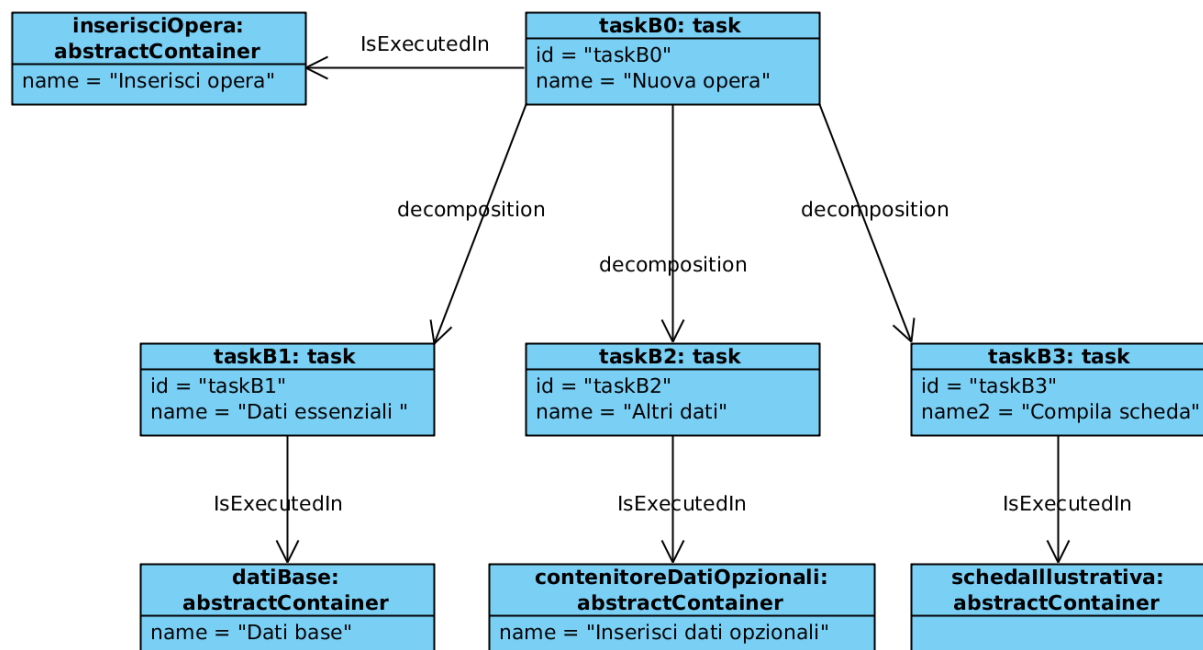 inserisciOpera:
abstractContainer
name = "Inserisci opera"
IsExecutedIn
taskB0: task
id = "taskB0"
name = "Nuova opera"
decomposition
decomposition
decomposition
taskB1: task
id = "taskB1"
name = "Dati essenziali "
taskB2: task
id = "taskB2"
name = "Altri dati"
taskB3: task
id = "taskB3"
name2 = "Compila scheda"
IsExecutedIn
IsExecutedIn
IsExecutedIn
datiBase:
abstractContainer
name = "Dati base"
contenitoreDatiOpzionali:
abstractContainer
name = "Inserisci dati opzionali"
schedaIllustrativa:
abstractContainer